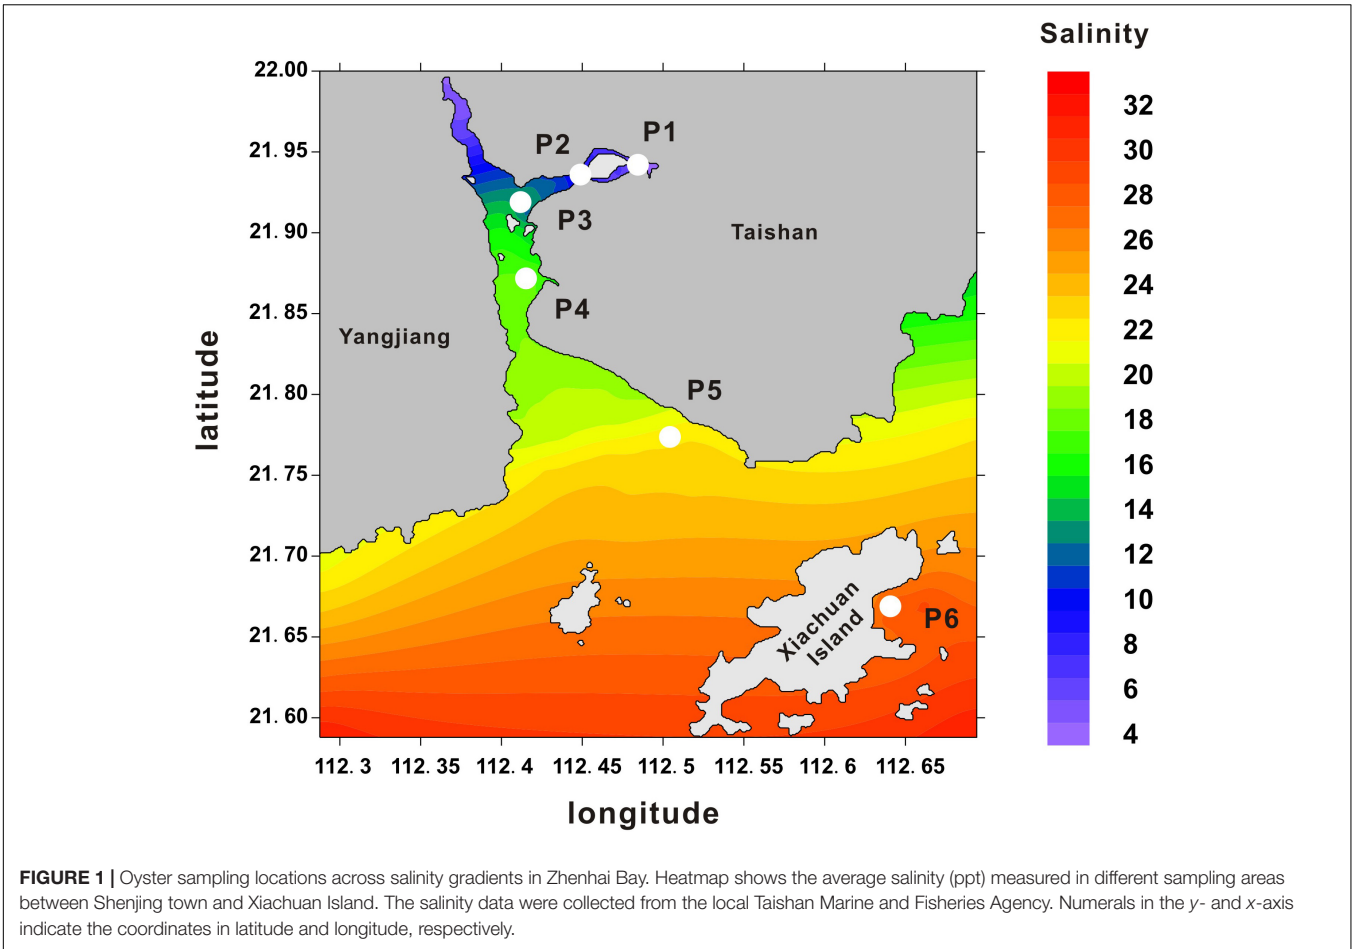 Salinity
22.00
21.95
21.90
21.85
21.80
21.75
21.70
21.65
21.60
latitude
112. 3
112. 35
112. 4
112. 45
112. 5
112. 55
112. 6
112. 65
longitude
P1
P2
P3
P4
P5
P6
Taishan
Yangjiang
Xiachuan
Island
32
30
28
26
24
22
20
18
16
14
12
10
8
6
4
FIGURE 1 | Oyster sampling locations across salinity gradients in Zhenhai Bay. Heatmap shows the average salinity (ppt) measured in different sampling areas
between Shenjing town and Xiachuan Island. The salinity data were collected from the local Taishan Marine and Fisheries Agency. Numerals in the y- and x-axis
indicate the coordinates in latitude and longitude, respectively.